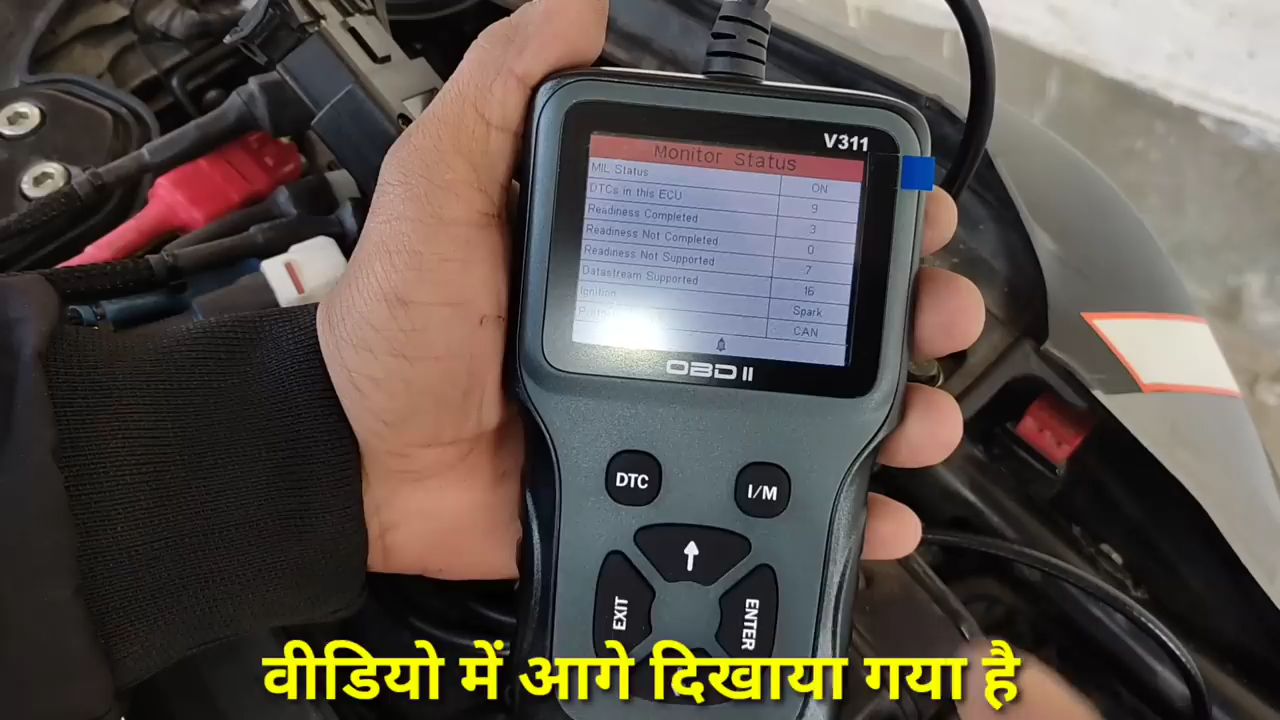 V311
Monitor Status
MIL Status ON
DTCs in this ECU 9
Readiness Completed 3
Readiness Not Completed 0
Readiness Not Supported 7
Datastream Supported 16
Ignition Spark
CAN
OBD II
DTC
I/M
EXIT
ENTER
वीडियो में आगे दिखाया गया है